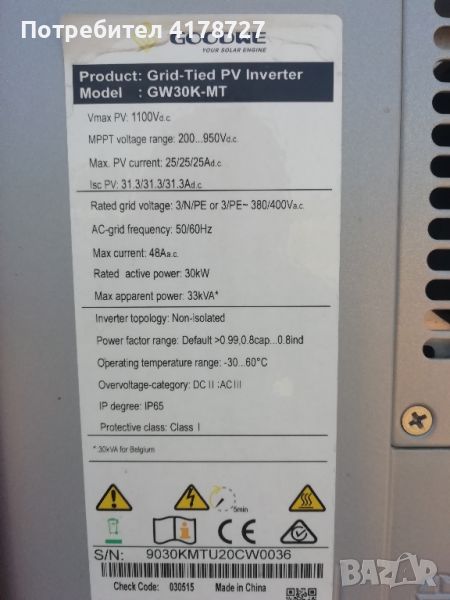 Потребител 4178727
GOODWE
YOUR SOLAR ENGINE
Product: Grid-Tied PV Inverter
Model : GW30K-MT
Vmax PV: 1100Vd.c.
MPPT voltage range: 200...950Vd.c.
Max. PV current: 25/25/25Ad.c.
Isc PV: 31.3/31.3/31.3Ad.c.
Rated grid voltage: 3/N/PE or 3/PE~ 380/400Va.c.
AC-grid frequency: 50/60Hz
Max current: 48Aa.c.
Rated active power: 30kW
Max apparent power: 33kVA*
Inverter topology: Non-isolated
Power factor range: Default >0.99,0.8cap...0.8ind
Operating temperature range: -30...60°C
Overvoltage-category: DC II ;AC III
IP degree: IP65
Protective class: Class I
* 30kVA for Belgium
5min
CE
S/N: 9030KMTU20CW0036
Check Code: 030515 Made in China
BAZAR